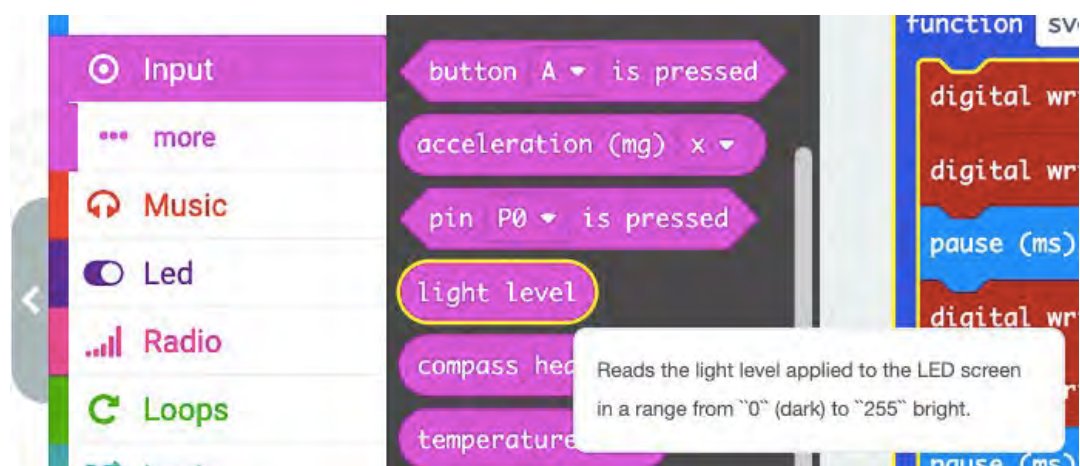 Input
more
Music
Led
Radio
Loops
button A is pressed
acceleration (mg) x
pin P0 is pressed
light level
compass
temperature
Reads the light level applied to the LED screen
in a range from ``0`` (dark) to ``255`` bright.
function
digital
digital
pause (ms)
digital
pause (ms)